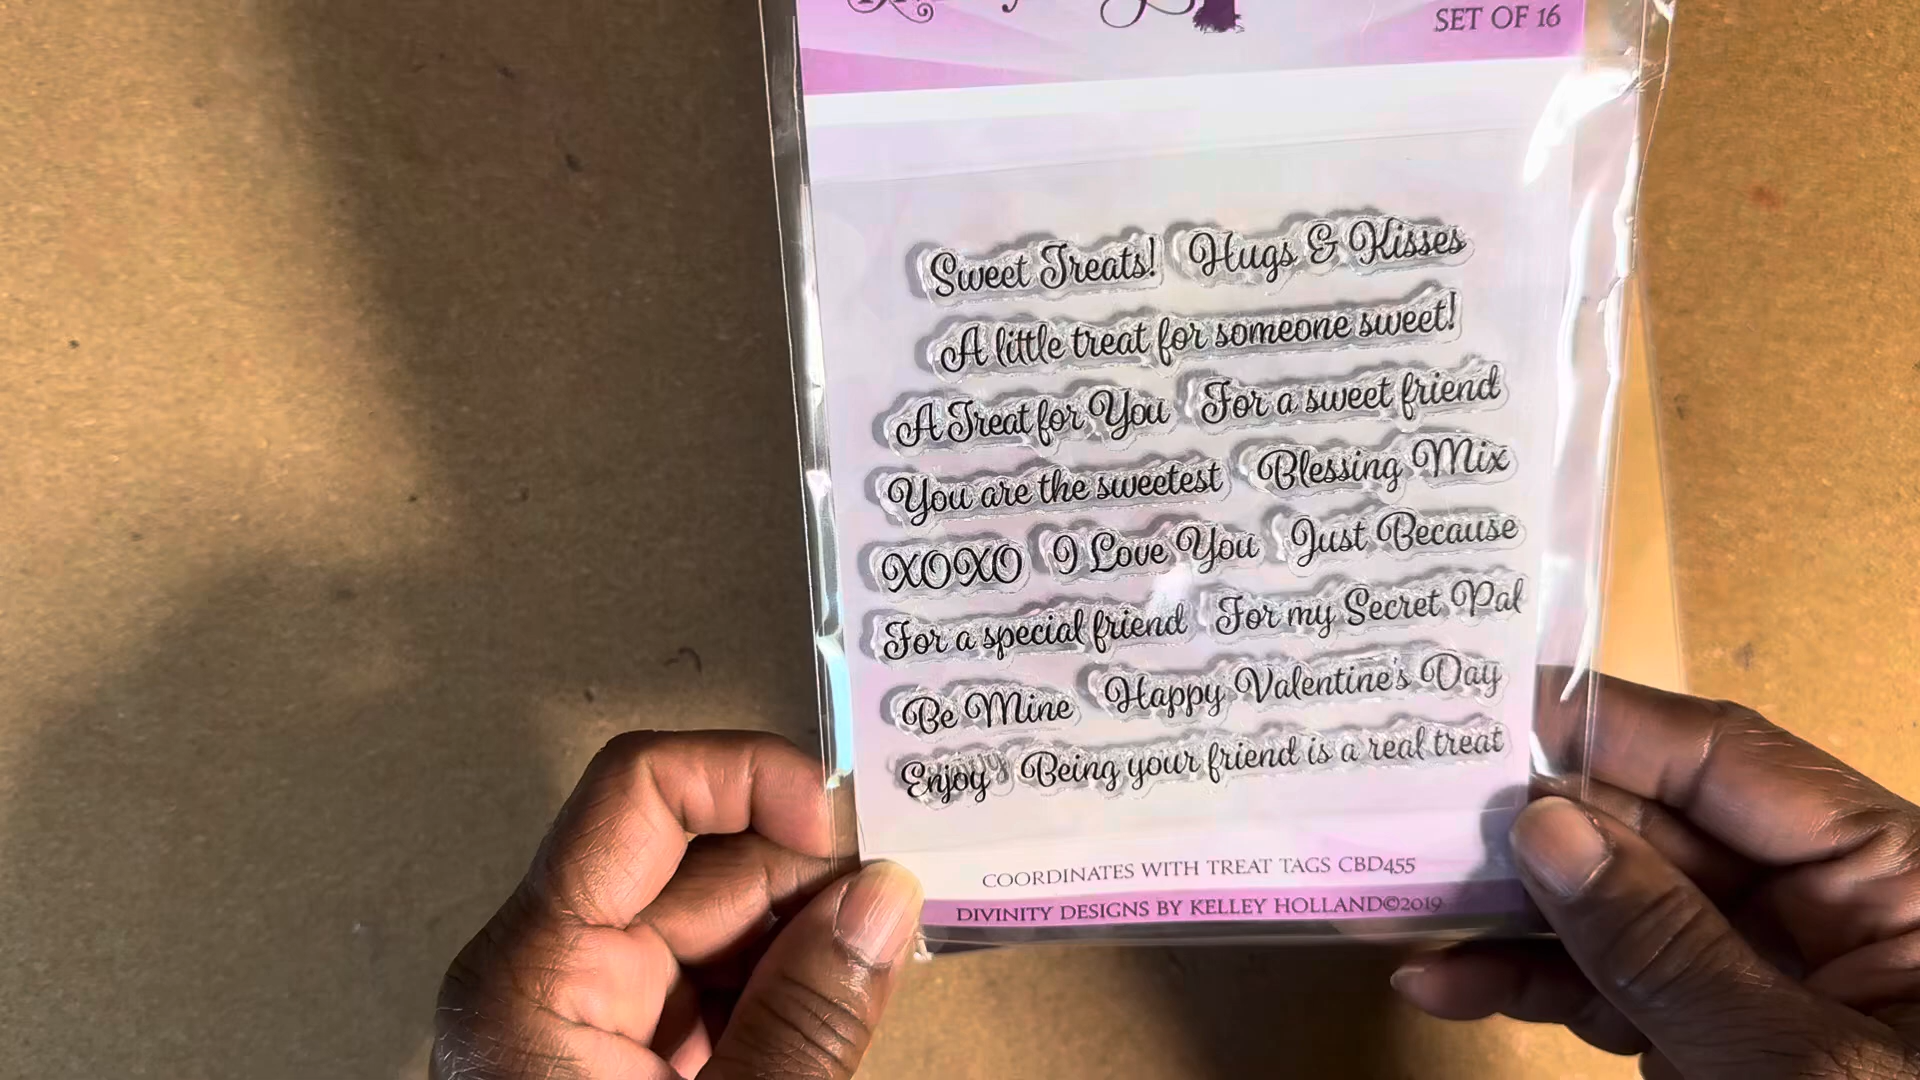 SET OF 16
Sweet Treats! Hugs & Kisses
A little treat for someone sweet!
A Treat for You For a sweet friend
You are the sweetest Blessing Mix
XOXO I Love You Just Because
For a special friend For my Secret Pal
Be Mine Happy Valentine's Day
Enjoy Being your friend is a real treat
COORDINATES WITH TREAT TAGS CBD455
DIVINITY DESIGNS BY KELLEY HOLLAND©2019